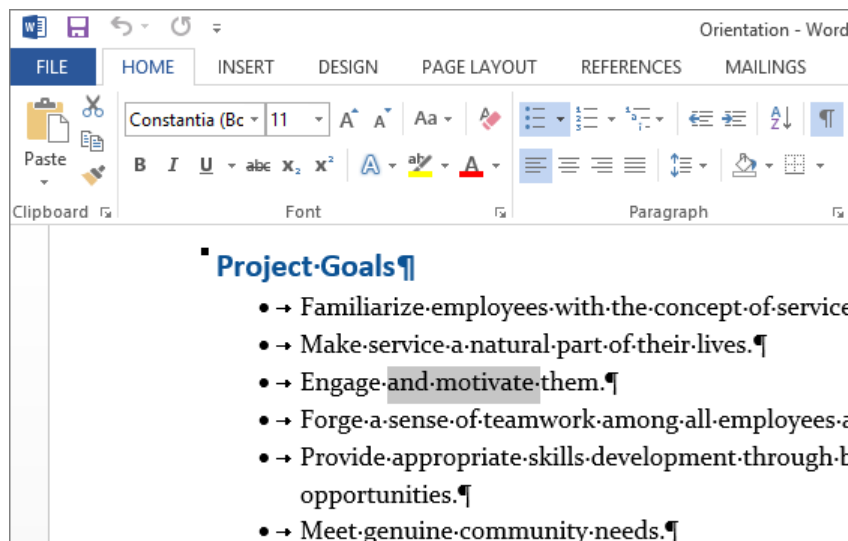 Orientation - Word
FILE HOME INSERT DESIGN PAGE LAYOUT REFERENCES MAILINGS
Constantia (Bc 11 A A Aa
Paste
B I U abc x₂ x² A aby A
Clipboard Font Paragraph
Project·Goals¶
•→Familiarize·employees·with·the·concept·of·service
•→Make·service·a·natural·part·of·their·lives.¶
•→Engage·and·motivate·them.¶
•→Forge·a·sense·of·teamwork·among·all·employees·a
•→Provide·appropriate·skills·development·through·b
opportunities.¶
•→Meet·genuine·community·needs.¶